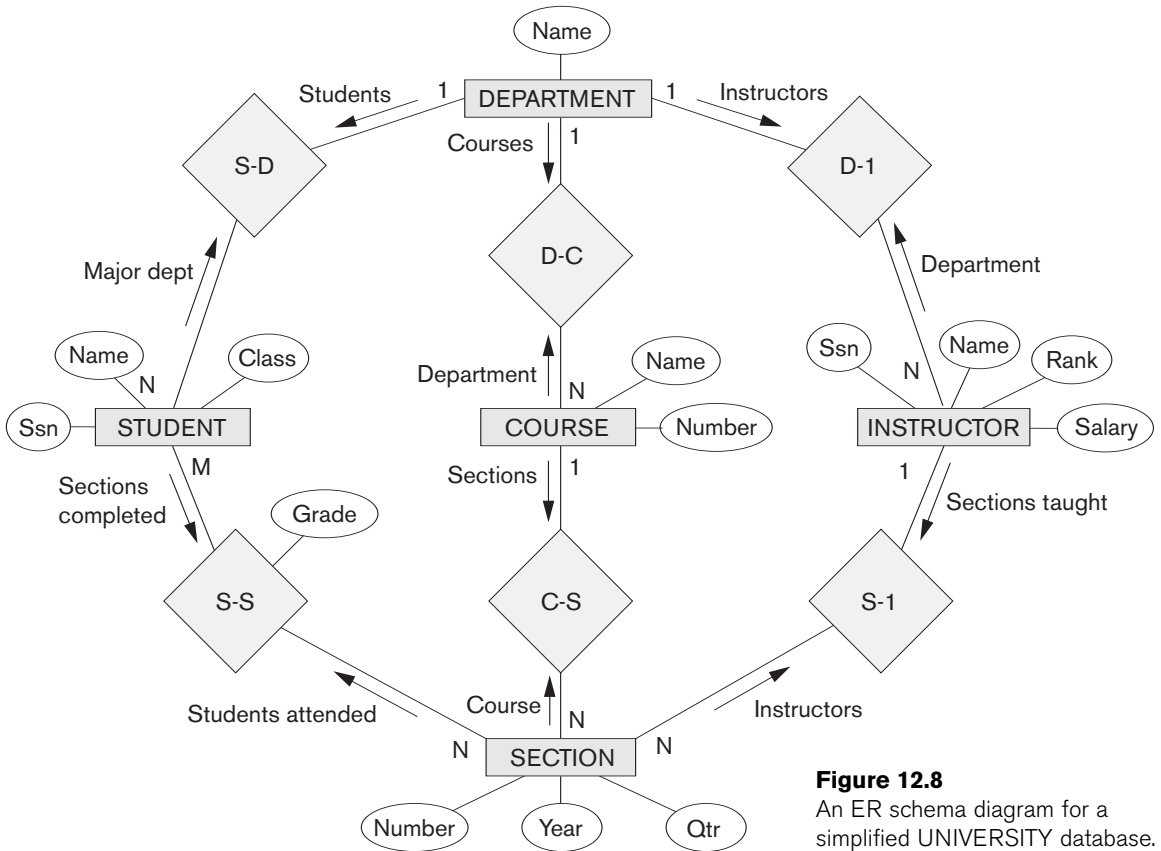 Name
Students
1
DEPARTMENT
1
Instructors
Courses
1
S-D
D-1
D-C
Major dept
Department
Name
Class
N
Ssn
STUDENT
Department
N
Name
COURSE
Number
Ssn
Name
Rank
N
INSTRUCTOR
Salary
M
Sections
completed
Grade
Sections
1
1
Sections taught
S-S
C-S
S-1
Students attended
N
Course
N
Instructors
N
SECTION
Number
Year
Qtr
Figure 12.8
An ER schema diagram for a
simplified UNIVERSITY database.